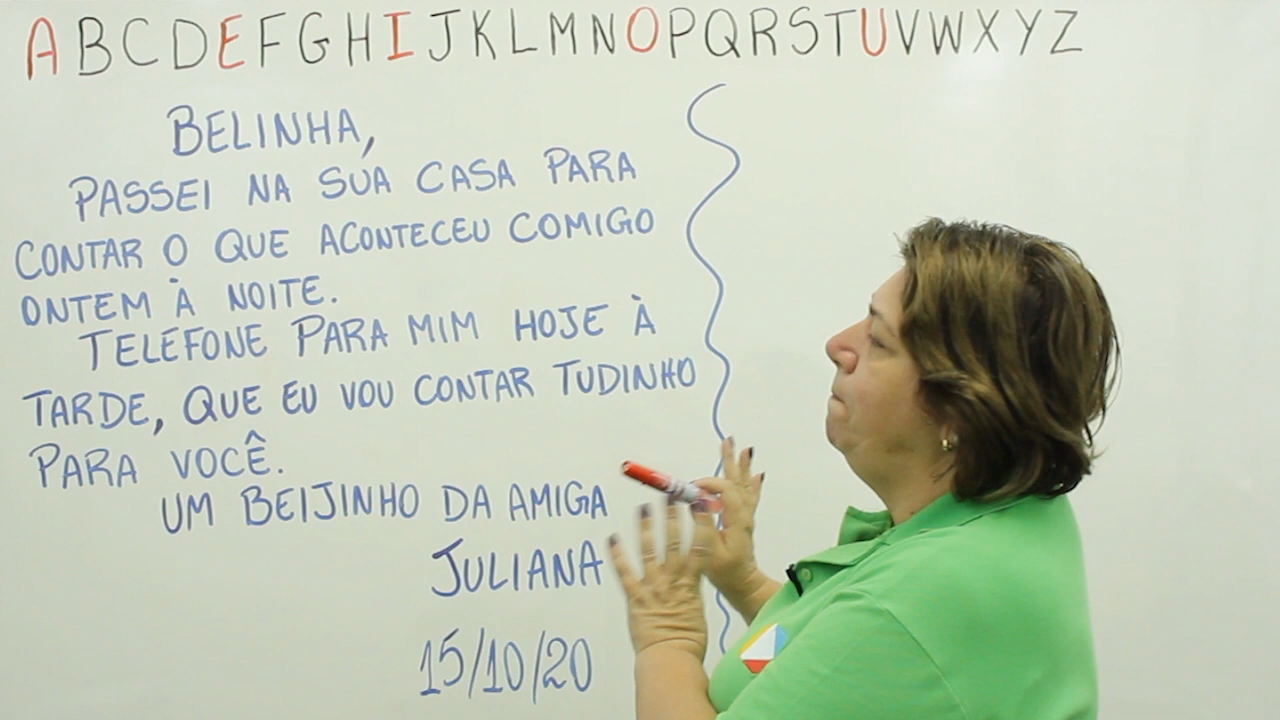 ABCDEFGHIJKLMNOPQRSTUVWXYZ
BELINHA,
PASSEI NA SUA CASA PARA
CONTAR O QUE ACONTECEU COMIGO
ONTEM À NOITE.
TELEFONE PARA MIM HOJE À
TARDE, QUE EU VOU CONTAR TUDINHO
PARA VOCÊ.
UM BEIJINHO DA AMIGA
JULIANA
15/10/20